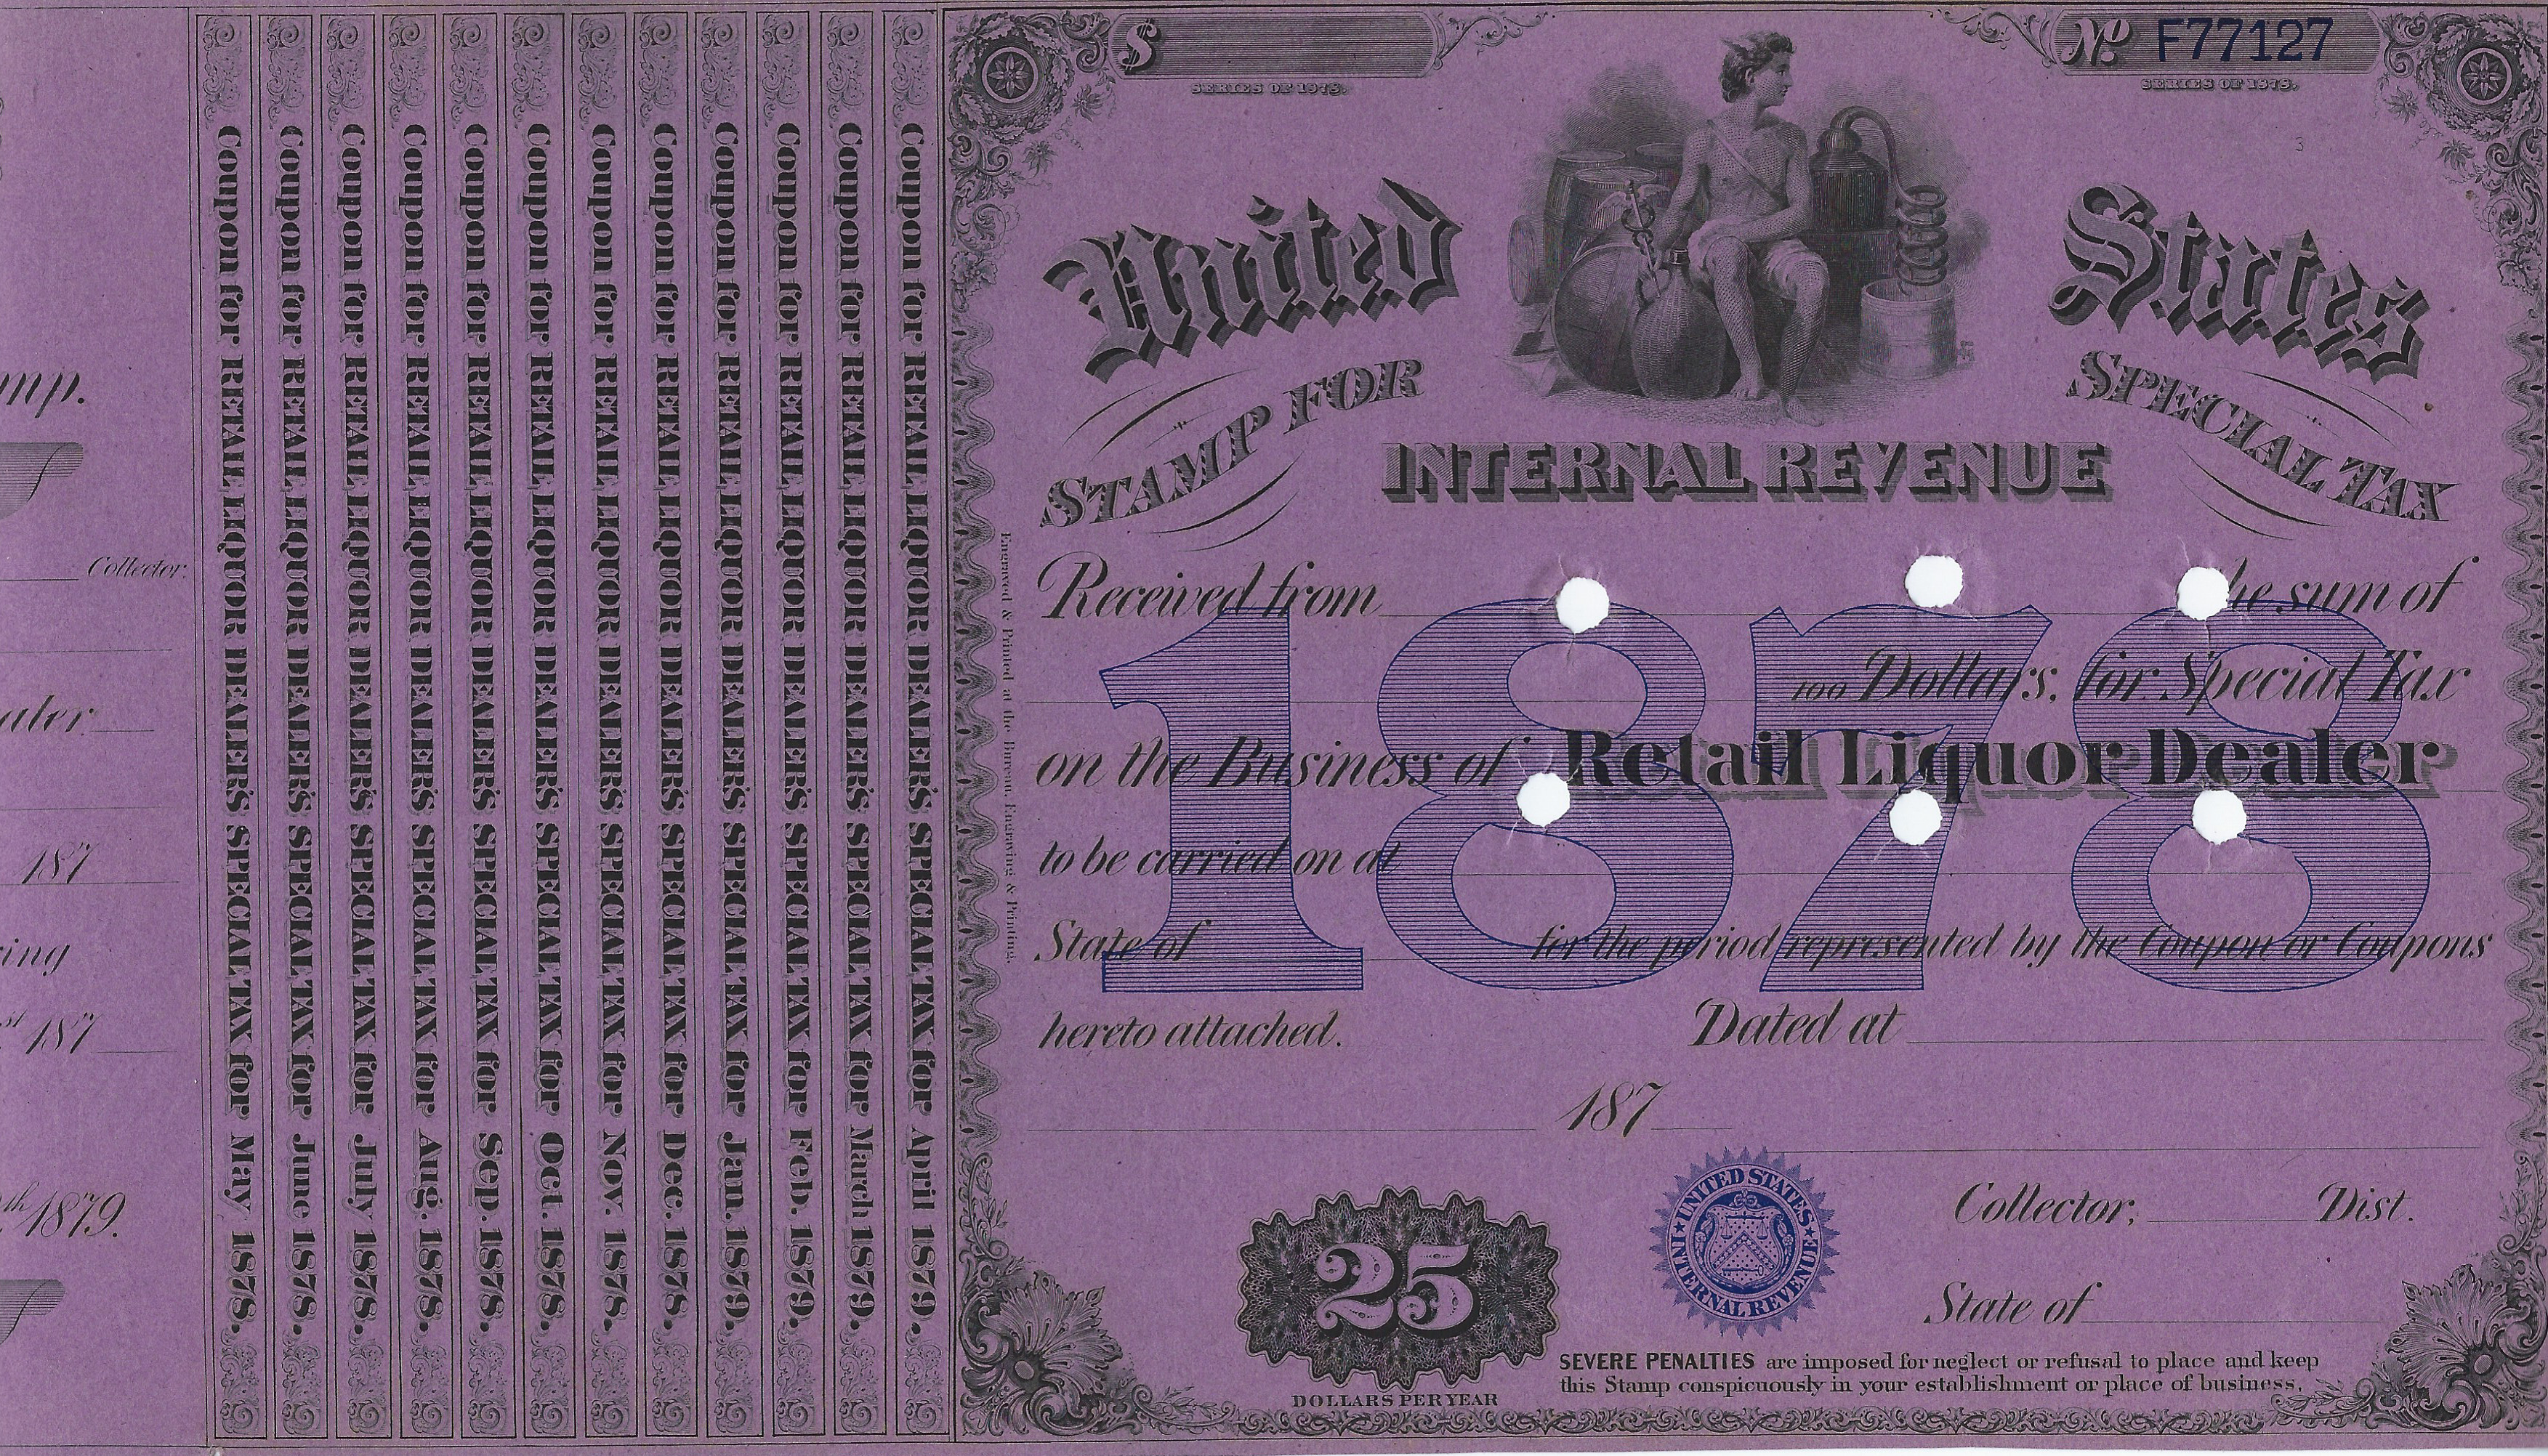 mp.
Collector.
aler
187
ing
st 187
th 1879.
Coupon for RETAIL LIQUOR DEALER'S SPECIAL TAX for May 1878.
Coupon for RETAIL LIQUOR DEALER'S SPECIAL TAX for June 1878.
Coupon for RETAIL LIQUOR DEALER'S SPECIAL TAX for July 1878.
Coupon for RETAIL LIQUOR DEALER'S SPECIAL TAX for Aug. 1878.
Coupon for RETAIL LIQUOR DEALER'S SPECIAL TAX for Sep. 1878.
Coupon for RETAIL LIQUOR DEALER'S SPECIAL TAX for Oct. 1878.
Coupon for RETAIL LIQUOR DEALER'S SPECIAL TAX for Nov. 1878.
Coupon for RETAIL LIQUOR DEALER'S SPECIAL TAX for Dec. 1878.
Coupon for RETAIL LIQUOR DEALER'S SPECIAL TAX for Jan. 1879.
Coupon for RETAIL LIQUOR DEALER'S SPECIAL TAX for Feb. 1879.
Coupon for RETAIL LIQUOR DEALER'S SPECIAL TAX for March 1879.
Coupon for RETAIL LIQUOR DEALER'S SPECIAL TAX for April 1879.
Engraved & Printed at the Bureau, Engraving & Printing.
$
SERIES OF 1878.
No. F77127
SERIES OF 1878.
3
United States
STAMP FOR SPECIAL TAX
INTERNAL REVENUE
Received from he sum of
100 Dollars, for Special Tax
1878
on the Business of Retail Liquor Dealer
to be carried on at
State of for the period represented by the Coupon or Coupons
hereto attached. Dated at
187
Collector, Dist.
State of
25
DOLLARS PER YEAR
UNITED STATES INTERNAL REVENUE
SEVERE PENALTIES are imposed for neglect or refusal to place and keep
this Stamp conspicuously in your establishment or place of business.